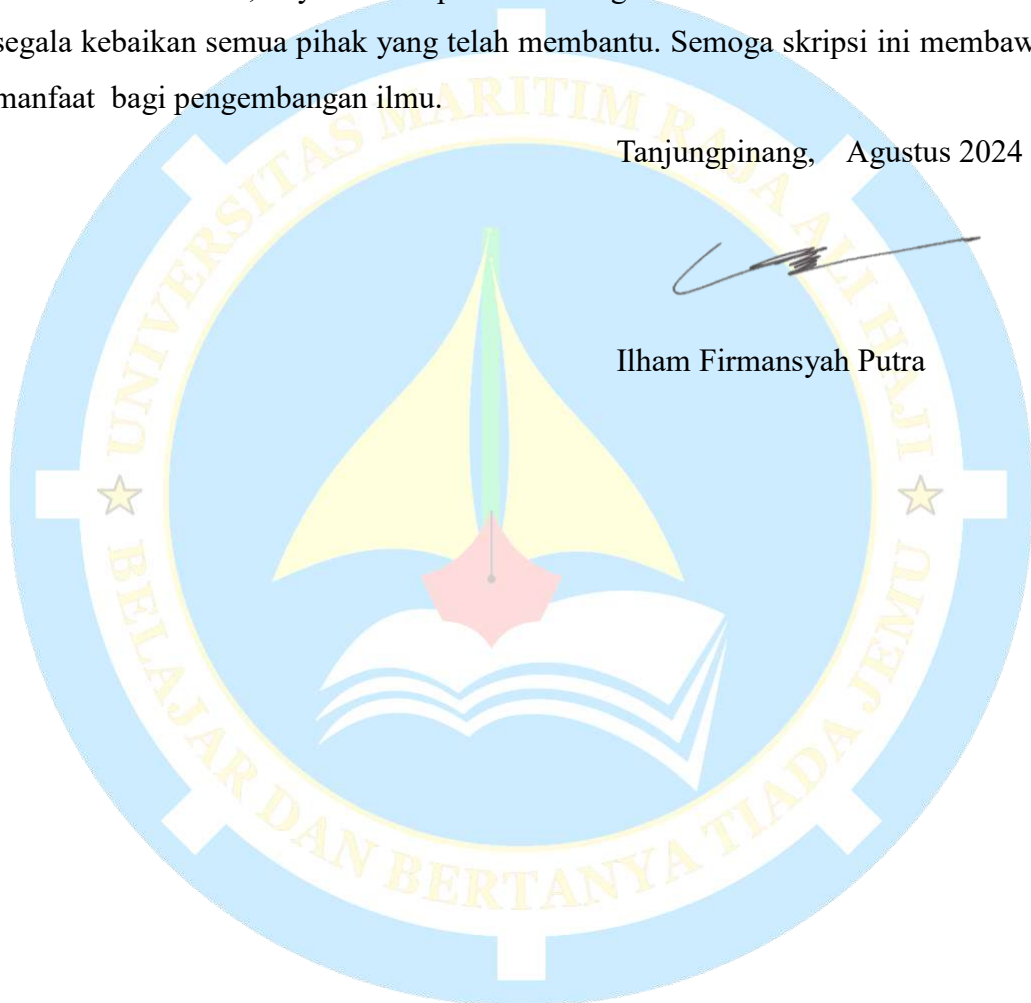 segala kebaikan semua pihak yang telah membantu. Semoga skripsi ini membaw
manfaat bagi pengembangan ilmu.
Tanjungpinang, Agustus 2024
Ilham Firmansyah Putra
UNIVERSITAS MARITIM RAJA ALI HAJI
BELAJAR DAN BERTANYA TIADA JEMU